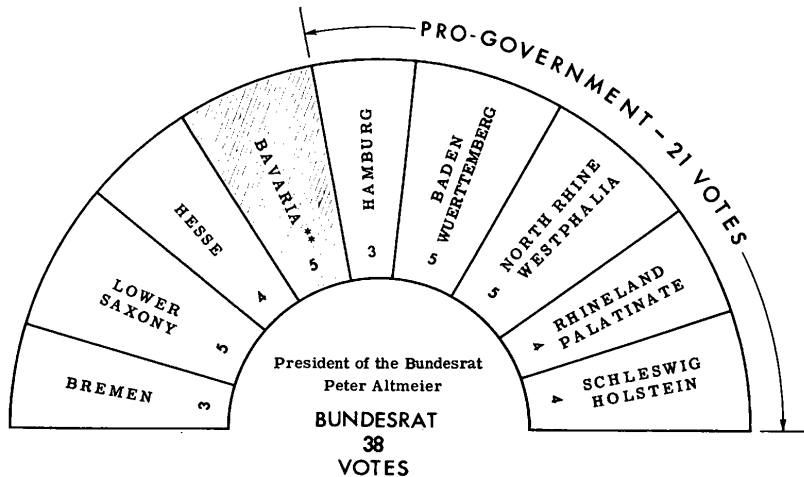 PRO-GOVERNMENT – 21 VOTES
BREMEN
3
LOWER
SAXONY
5
HESSE
4
BAVARIA **
5
HAMBURG
3
BADEN
WUERTTEMBERG
5
NORTH RHINE
WESTPHALIA
5
RHINELAND
PALATINATE
4
SCHLESWIG
HOLSTEIN
4
President of the Bundesrat
Peter Altmeier
BUNDESRAT
38
VOTES